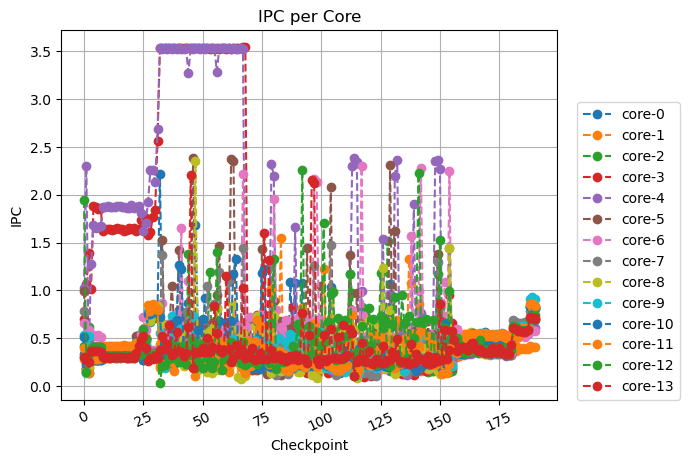 IPC per Core
IPC
3.5
3.0
2.5
2.0
1.5
1.0
0.5
0.0
0
25
50
75
100
125
150
175
Checkpoint
core-0
core-1
core-2
core-3
core-4
core-5
core-6
core-7
core-8
core-9
core-10
core-11
core-12
core-13